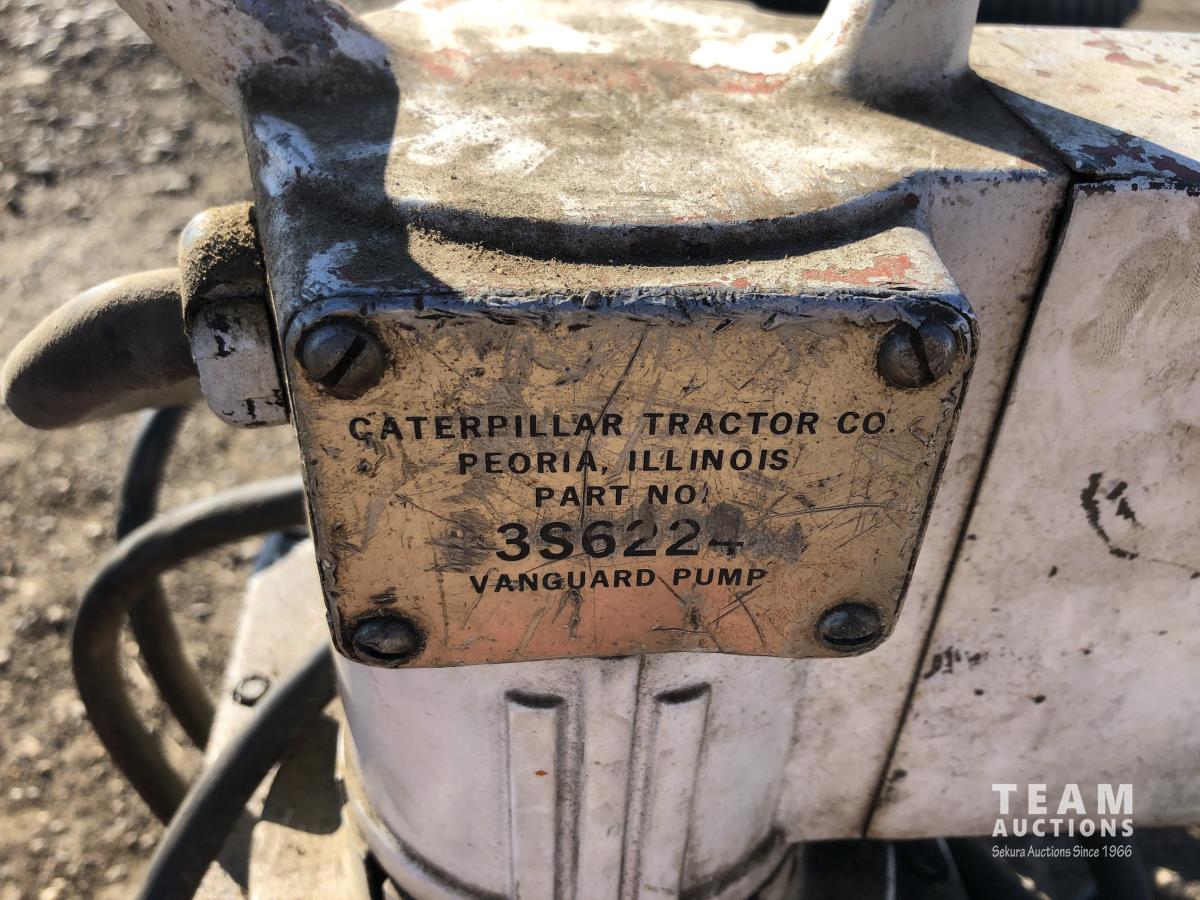 CATERPILLAR TRACTOR CO.
PEORIA, ILLINOIS
PART NO.
3S6224
VANGUARD PUMP
TEAM
AUCTIONS
Sekura Auctions Since 1966